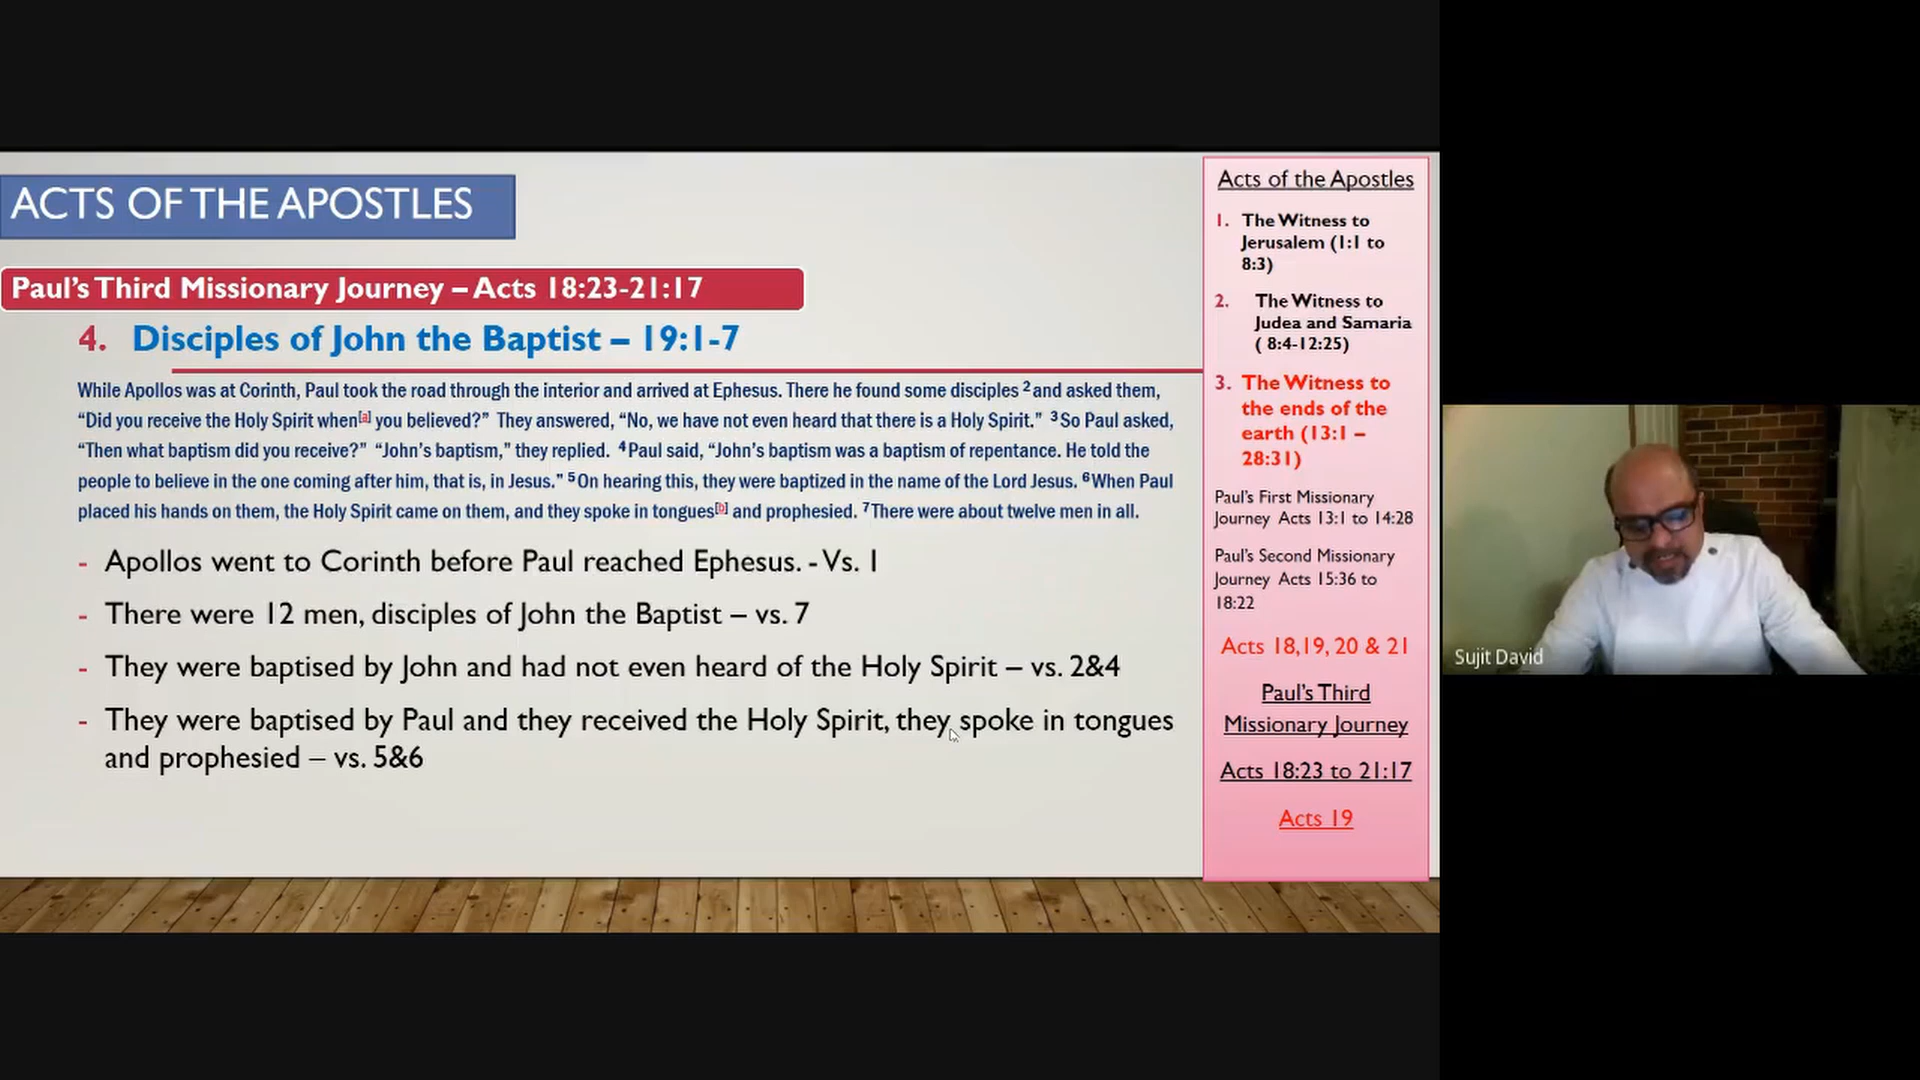 ACTS OF THE APOSTLES
Paul's Third Missionary Journey – Acts 18:23-21:17
4. Disciples of John the Baptist – 19:1-7
While Apollos was at Corinth, Paul took the road through the interior and arrived at Ephesus. There he found some disciples 2 and asked them,
“Did you receive the Holy Spirit when[a] you believed?” They answered, “No, we have not even heard that there is a Holy Spirit.” 3 So Paul asked,
“Then what baptism did you receive?” “John’s baptism,” they replied. 4 Paul said, “John’s baptism was a baptism of repentance. He told the
people to believe in the one coming after him, that is, in Jesus.” 5 On hearing this, they were baptized in the name of the Lord Jesus. 6 When Paul
placed his hands on them, the Holy Spirit came on them, and they spoke in tongues[b] and prophesied. 7 There were about twelve men in all.
- Apollos went to Corinth before Paul reached Ephesus. - Vs. 1
- There were 12 men, disciples of John the Baptist – vs. 7
- They were baptised by John and had not even heard of the Holy Spirit – vs. 2&4
- They were baptised by Paul and they received the Holy Spirit, they spoke in tongues
and prophesied – vs. 5&6
Acts of the Apostles
1. The Witness to
Jerusalem (1:1 to
8:3)
2. The Witness to
Judea and Samaria
( 8:4-12:25)
3. The Witness to
the ends of the
earth (13:1 –
28:31)
Paul's First Missionary
Journey Acts 13:1 to 14:28
Paul's Second Missionary
Journey Acts 15:36 to
18:22
Acts 18,19, 20 & 21
Paul's Third
Missionary Journey
Acts 18:23 to 21:17
Acts 19
Sujit David